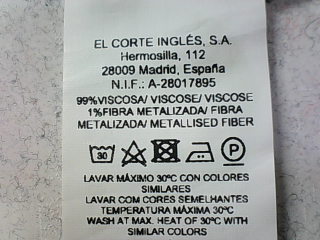 EL CORTE INGLÉS, S.A.
Hermosilla, 112
28009 Madrid, España
N.I.F.: A-28017895
99%VISCOSA/ VISCOSE/ VISCOSE
1%FIBRA METALIZADA/ FIBRA
METALIZADA/ METALLISED FIBER
30 P
LAVAR MÁXIMO 30ºC CON COLORES
SIMILARES
LAVAR COM CORES SEMELHANTES
TEMPERATURA MÁXIMA 30ºC
WASH AT MAX. HEAT OF 30ºC WITH
SIMILAR COLORS